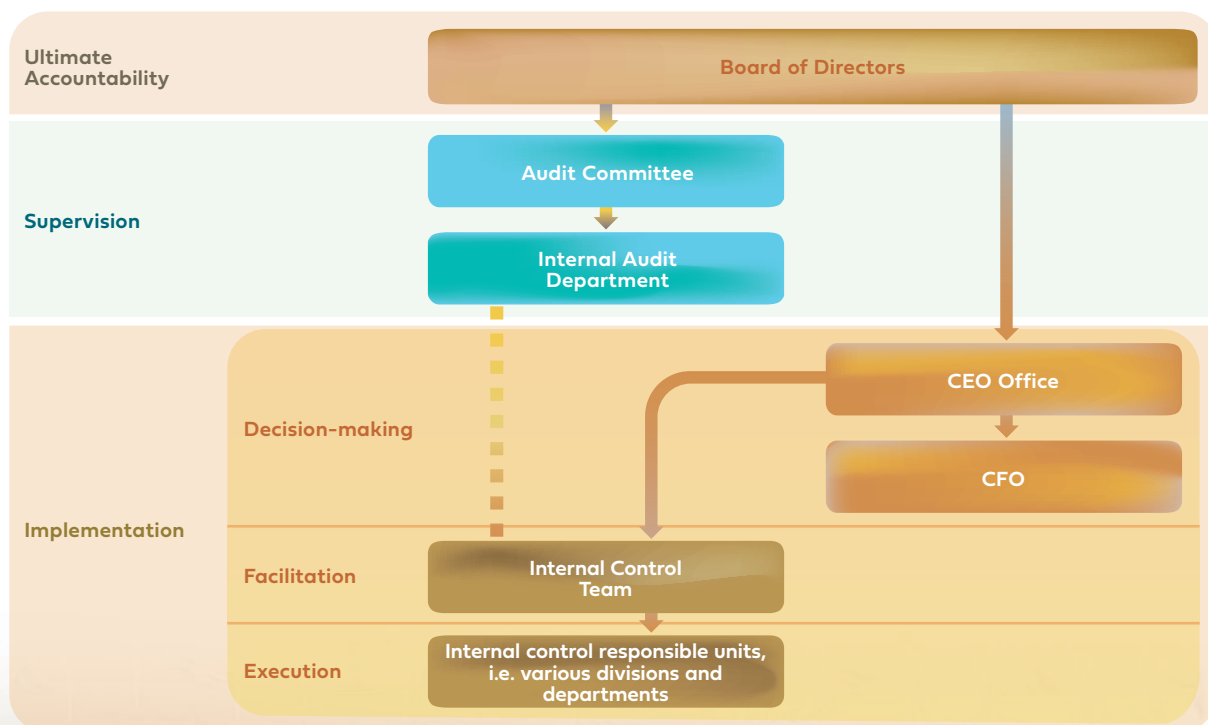 Ultimate
Accountability
Board of Directors
Supervision
Audit Committee
Internal Audit
Department
Implementation
Decision-making
CEO Office
CFO
Facilitation
Internal Control
Team
Execution
Internal control responsible units,
i.e. various divisions and
departments